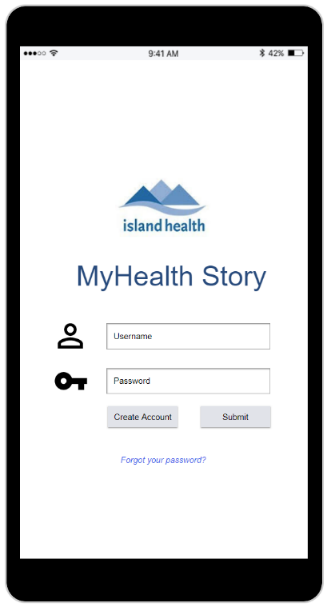 9:41 AM 42%
island health
MyHealth Story
Username
Password
Create Account Submit
Forgot your password?